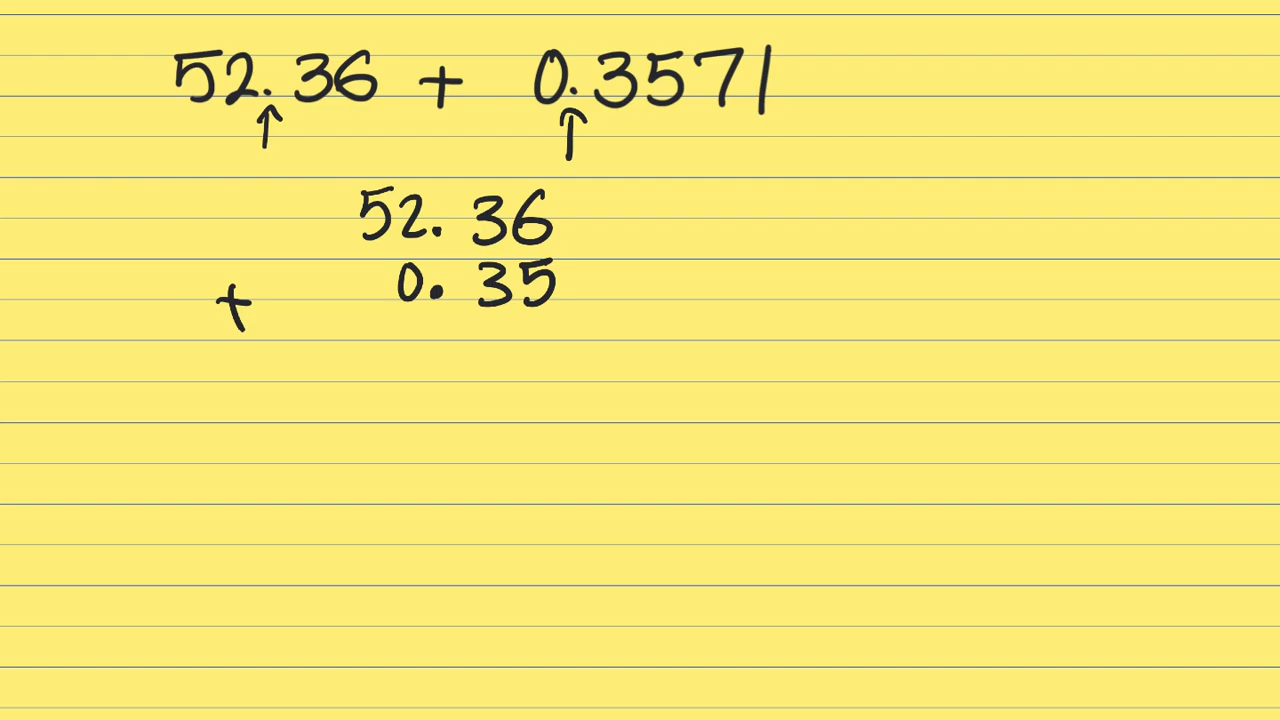 52.36 + 0.3571
↑ ↑
52.36
+ 0.35